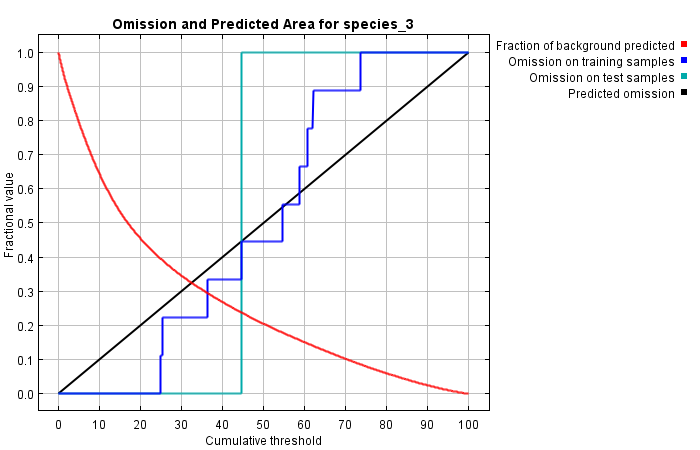 Omission and Predicted Area for species_3
Fraction of background predicted
Omission on training samples
Omission on test samples
Predicted omission
Fractional value
1.0
0.9
0.8
0.7
0.6
0.5
0.4
0.3
0.2
0.1
0.0
0 10 20 30 40 50 60 70 80 90 100
Cumulative threshold